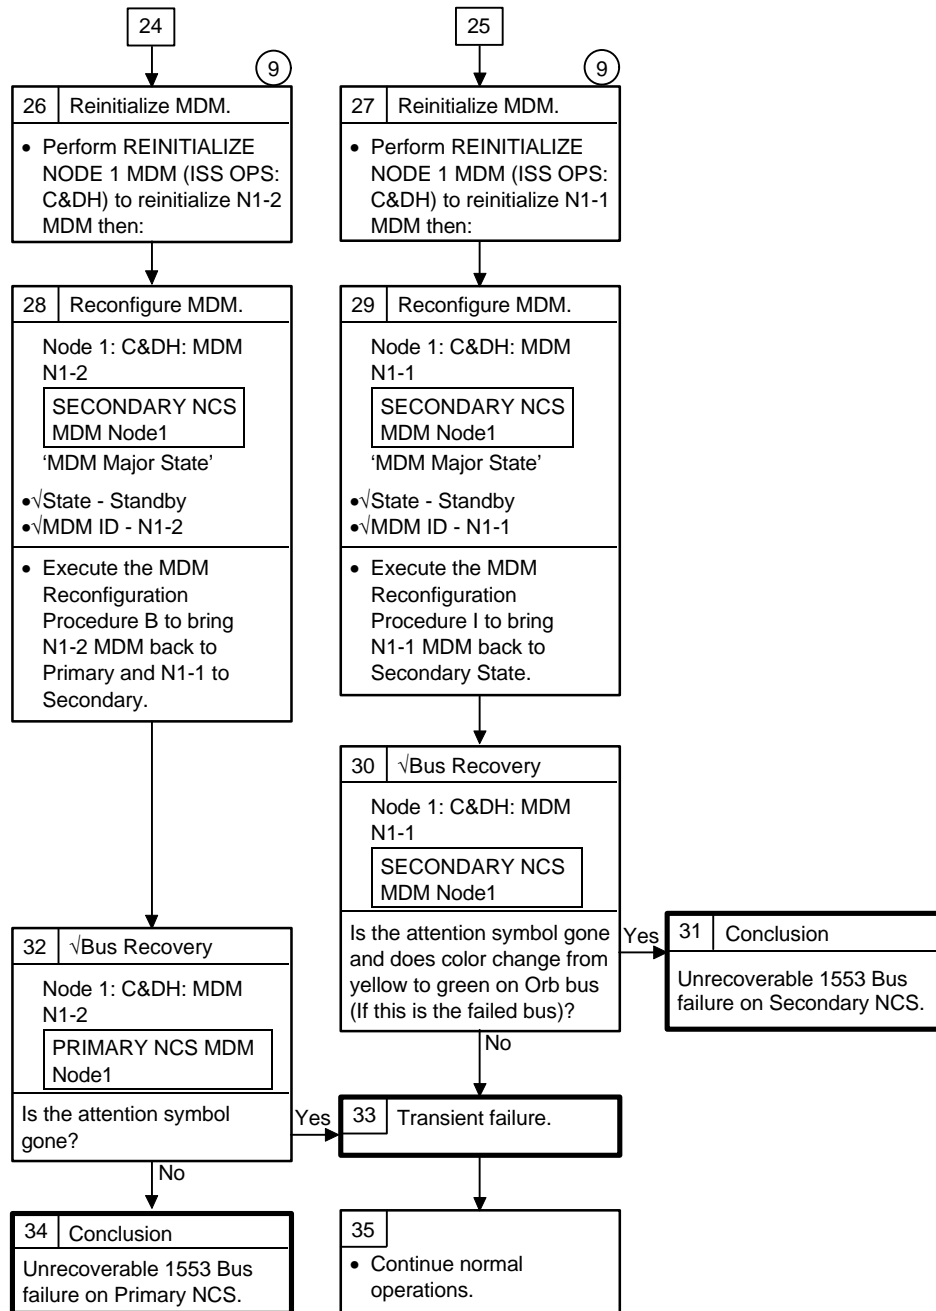 24
9
26 Reinitialize MDM.
• Perform REINITIALIZE
NODE 1 MDM (ISS OPS:
C&DH) to reinitialize N1-2
MDM then:
28 Reconfigure MDM.
Node 1: C&DH: MDM
N1-2
SECONDARY NCS
MDM Node1
‘MDM Major State’
•√State - Standby
•√MDM ID - N1-2
• Execute the MDM
Reconfiguration
Procedure B to bring
N1-2 MDM back to
Primary and N1-1 to
Secondary.
32 √Bus Recovery
Node 1: C&DH: MDM
N1-2
PRIMARY NCS MDM
Node1
Is the attention symbol
gone?
Yes
No
34 Conclusion
Unrecoverable 1553 Bus
failure on Primary NCS.
25
9
27 Reinitialize MDM.
• Perform REINITIALIZE
NODE 1 MDM (ISS OPS:
C&DH) to reinitialize N1-1
MDM then:
29 Reconfigure MDM.
Node 1: C&DH: MDM
N1-1
SECONDARY NCS
MDM Node1
‘MDM Major State’
•√State - Standby
•√MDM ID - N1-1
• Execute the MDM
Reconfiguration
Procedure I to bring
N1-1 MDM back to
Secondary State.
30 √Bus Recovery
Node 1: C&DH: MDM
N1-1
SECONDARY NCS
MDM Node1
Is the attention symbol gone
and does color change from
yellow to green on Orb bus
(If this is the failed bus)?
Yes
No
31 Conclusion
Unrecoverable 1553 Bus
failure on Secondary NCS.
33 Transient failure.
35
• Continue normal
operations.